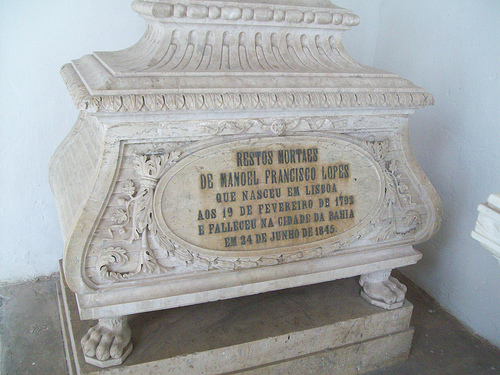 RESTOS MORTAES
DE MANOEL FRANCISCO LOPES
QUE NASCEU EM LISBOA
AOS 19 DE FEVEREIRO DE 1792
E FALLECEU NA CIDADE DA BAHIA
EM 24 DE JUNHO DE 1845.